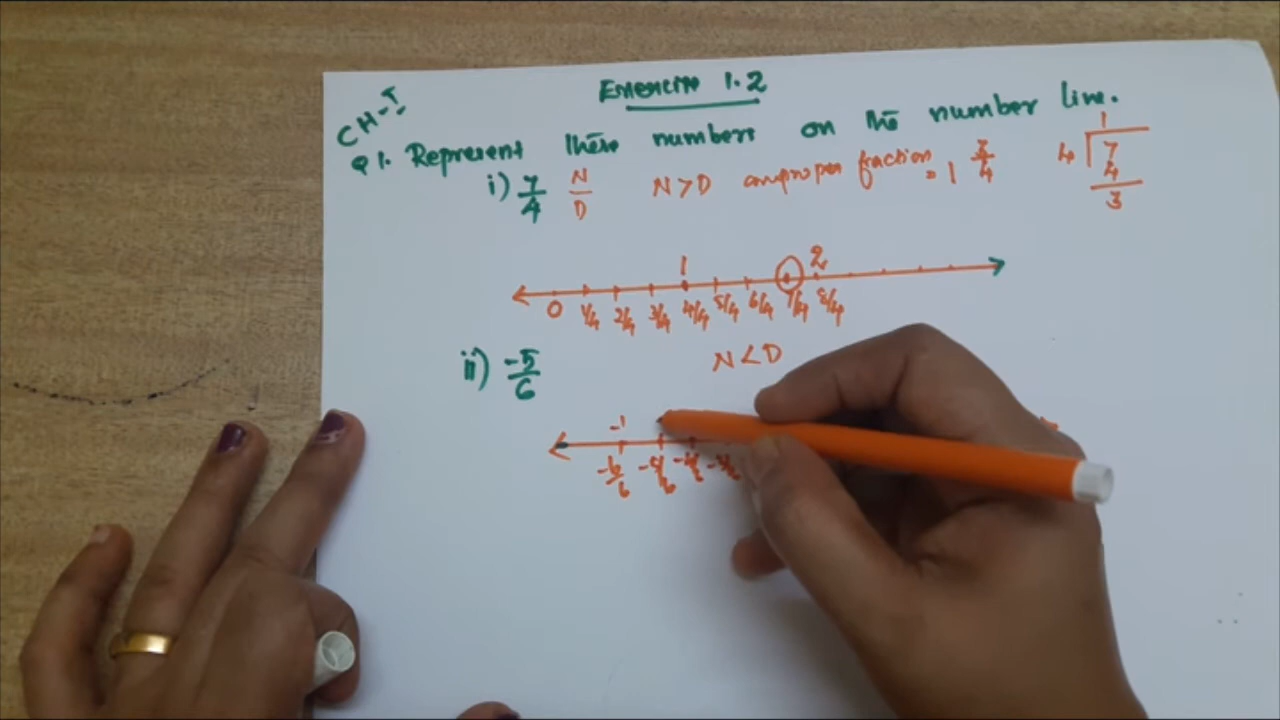 Exercise 1.2
CH-I
Q1. Represent these numbers on the number line.
i) 7/4 N/D N>D improper fraction = 1 3/4
1
4 7
4
3
1 2
0 1/4 2/4 3/4 4/4 5/4 6/4 7/4 8/4
ii) -5/6 N<D
-1
-6/6 -5/6 -4/6 -3/6